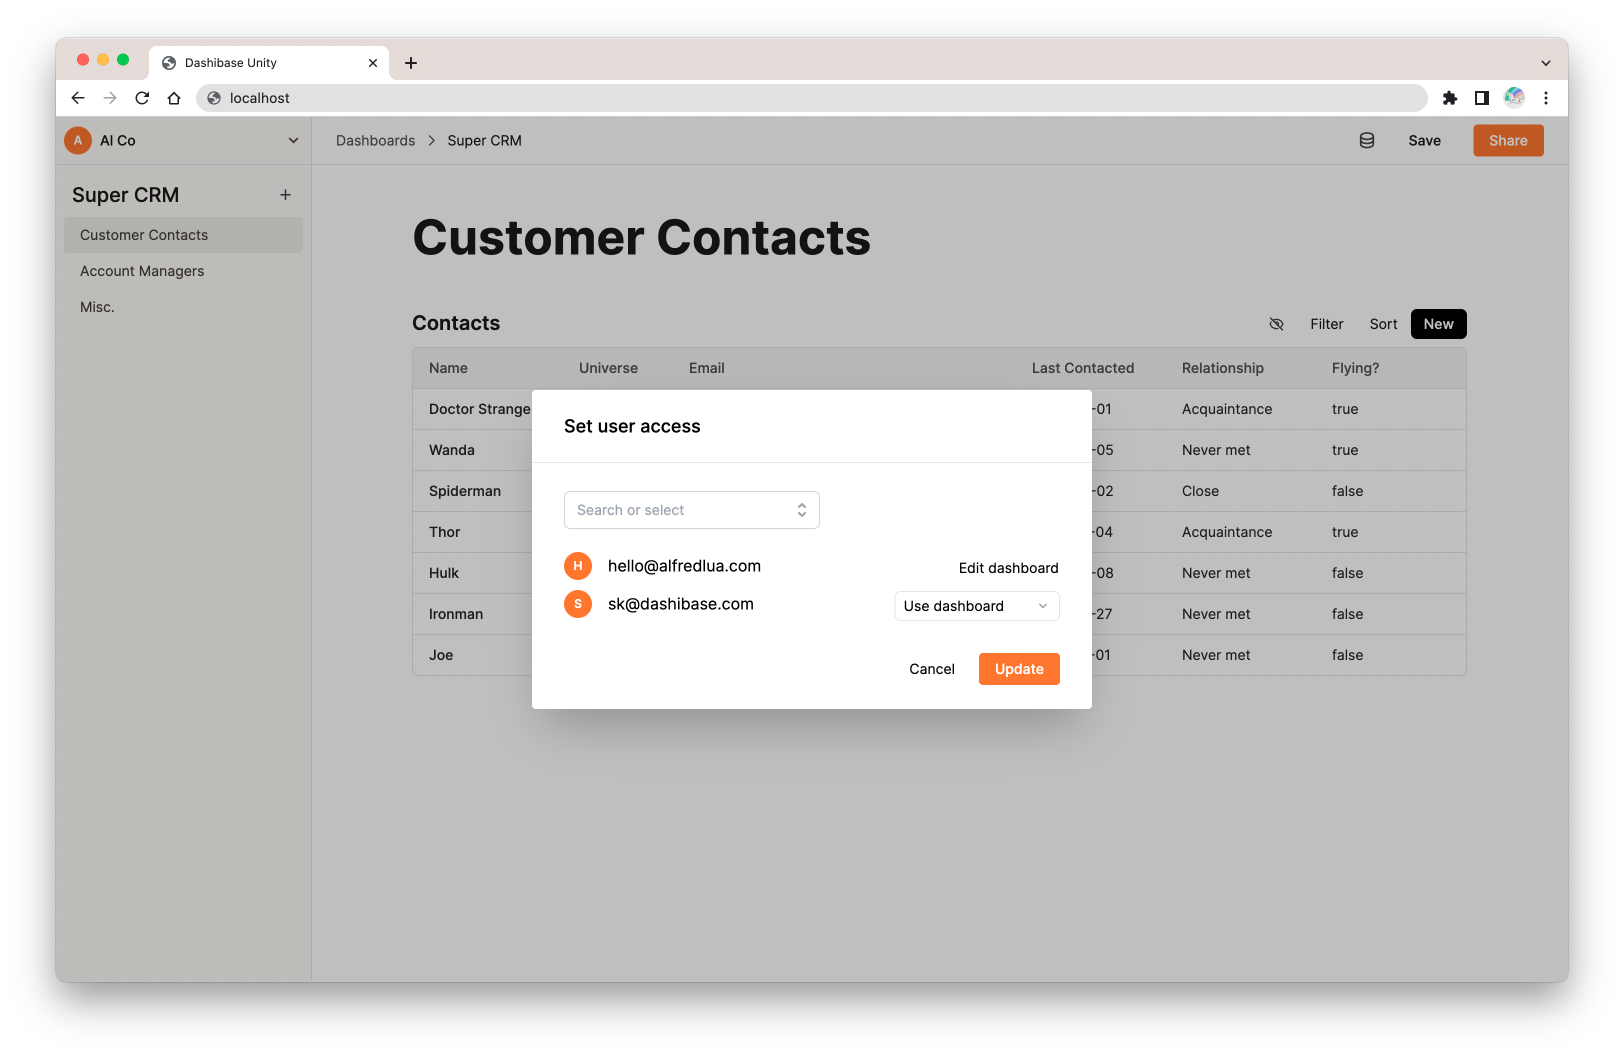 Dashibase Unity
localhost
A AI Co
Dashboards > Super CRM
Save
Share
Super CRM
Customer Contacts
Account Managers
Misc.
Customer Contacts
Contacts
Filter Sort New
Name Universe Email Last Contacted Relationship Flying?
Doctor Strange -01 Acquaintance true
Wanda -05 Never met true
Spiderman -02 Close false
Thor -04 Acquaintance true
Hulk -08 Never met false
Ironman -27 Never met false
Joe -01 Never met false
Set user access
Search or select
H hello@alfredlua.com Edit dashboard
S sk@dashibase.com Use dashboard
Cancel Update